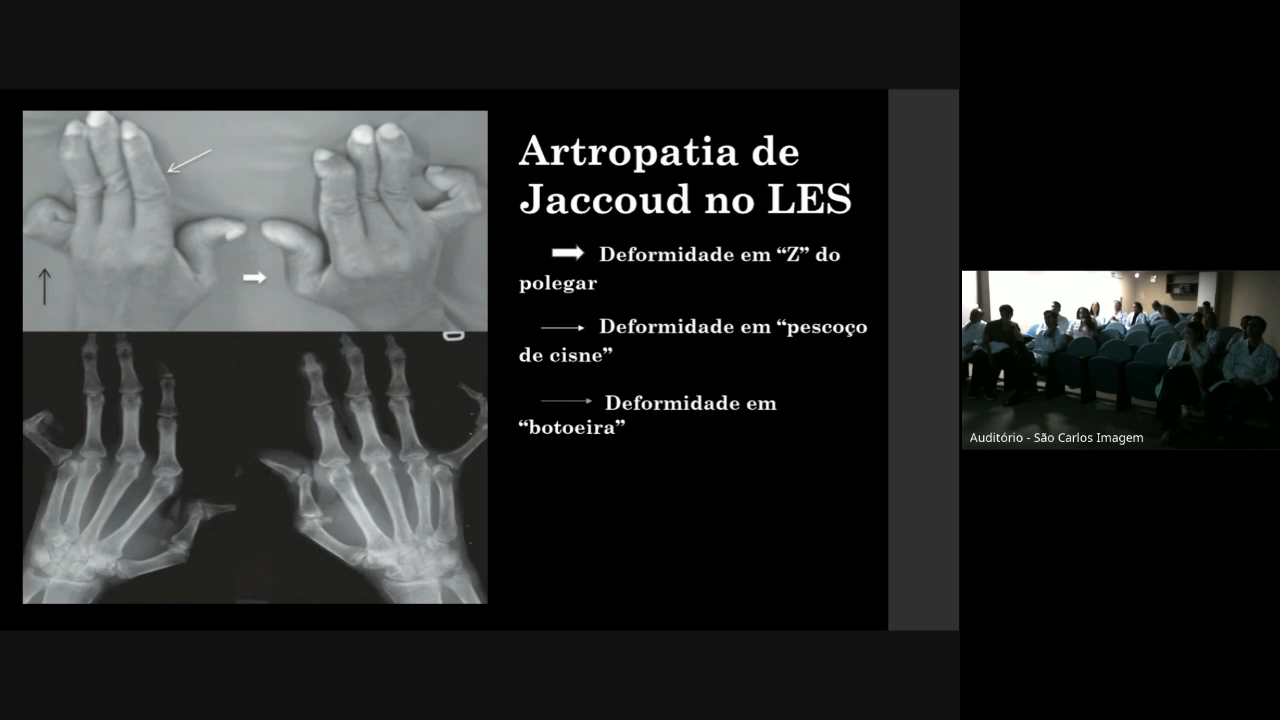 Artropatia de
Jaccoud no LES
Deformidade em “Z” do
polegar
Deformidade em “pescoço
de cisne”
Deformidade em
“botoeira”
Auditório - São Carlos Imagem